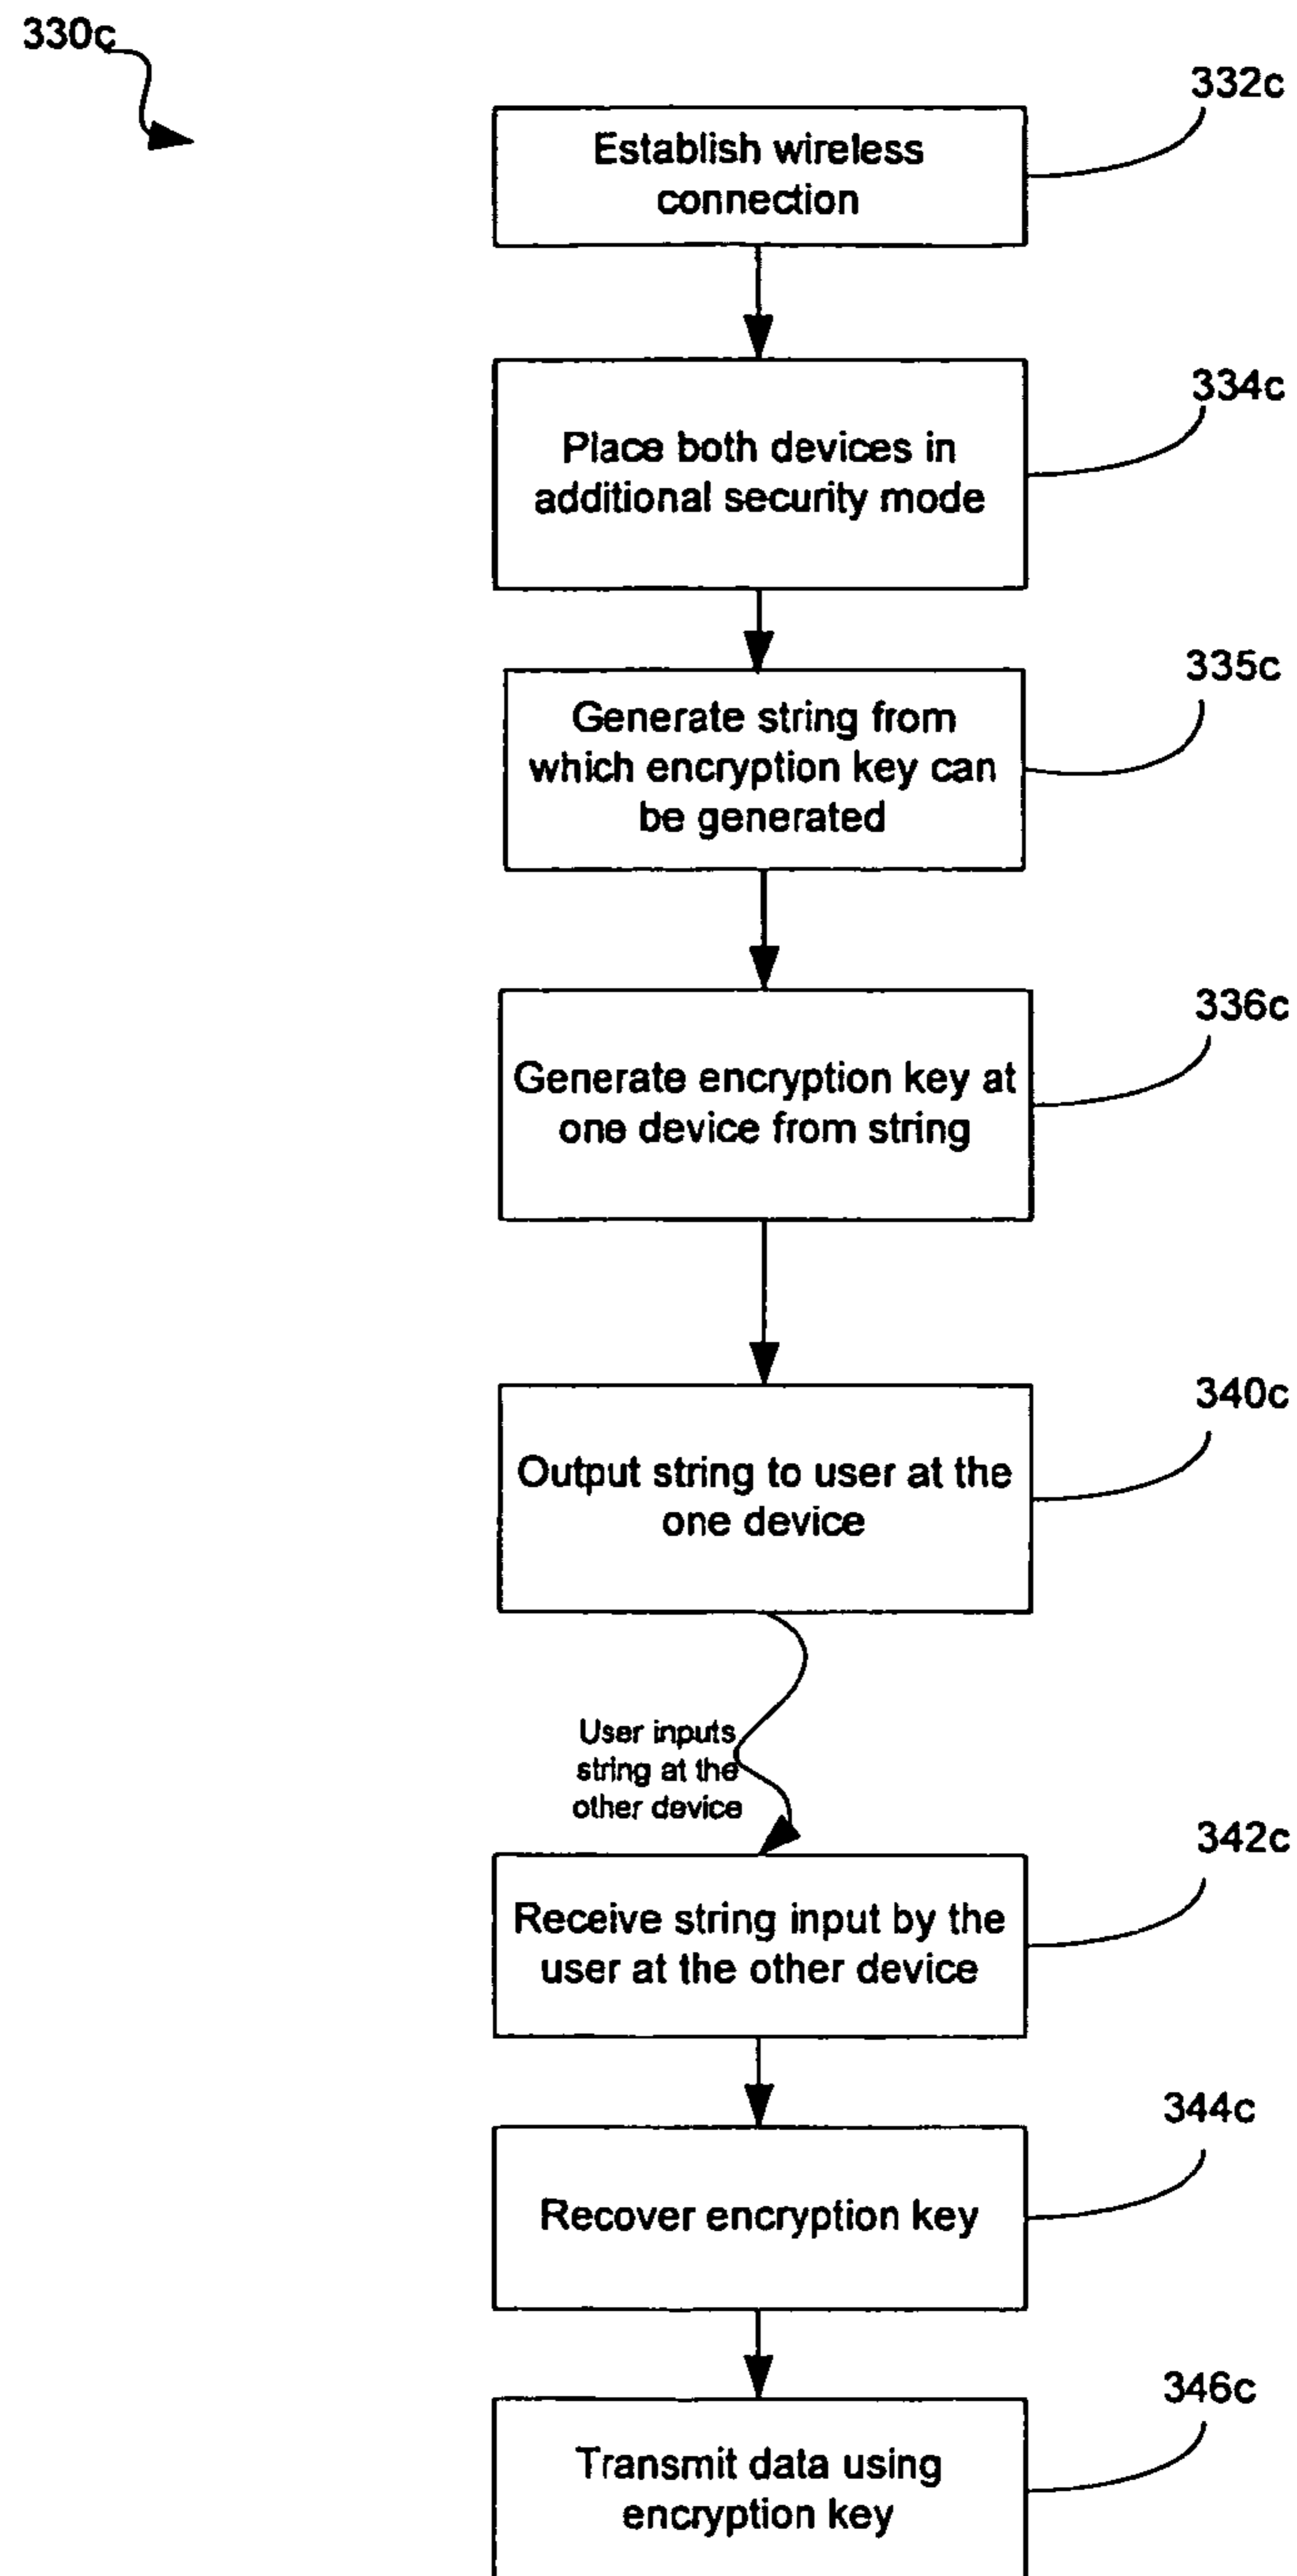 330c
332c
Establish wireless
connection
334c
Place both devices in
additional security mode
335c
Generate string from
which encryption key can
be generated
336c
Generate encryption key at
one device from string
340c
Output string to user at the
one device
User inputs
string at the
other device
342c
Receive string input by the
user at the other device
344c
Recover encryption key
346c
Transmit data using
encryption key